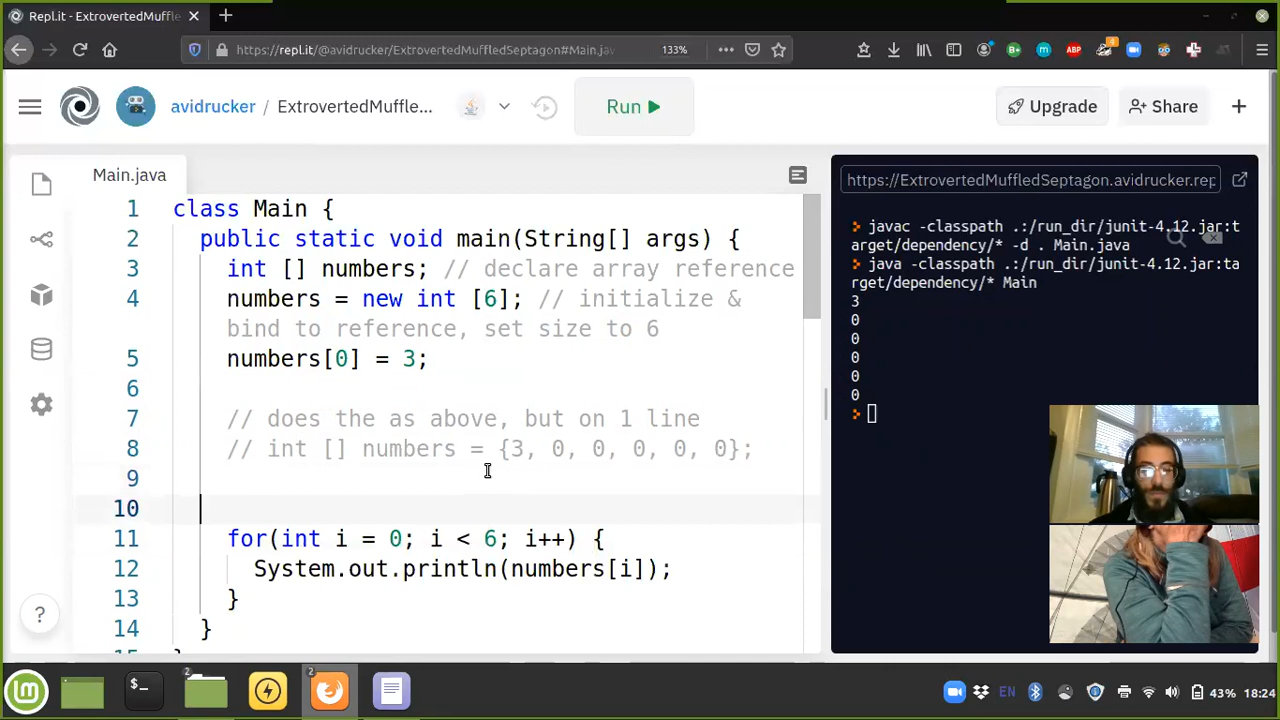 Repl.it - ExtrovertedMuffle
https://repl.it/@avidrucker/ExtrovertedMuffledSeptagon#Main.jav
133%
avidrucker / ExtrovertedMuffle...
Run
Upgrade
Share
Main.java
1 class Main {
2 public static void main(String[] args) {
3 int [] numbers; // declare array reference
4 numbers = new int [6]; // initialize &
bind to reference, set size to 6
5 numbers[0] = 3;
6
7 // does the as above, but on 1 line
8 // int [] numbers = {3, 0, 0, 0, 0, 0};
9
10
11 for(int i = 0; i < 6; i++) {
12 System.out.println(numbers[i]);
13 }
14 }
https://ExtrovertedMuffledSeptagon.avidrucker.rep
javac -classpath .:/run_dir/junit-4.12.jar:t
arget/dependency/* -d . Main.java
java -classpath .:/run_dir/junit-4.12.jar:ta
rget/dependency/* Main
3
0
0
0
0
0
?
2
2
EN
43%
18:24